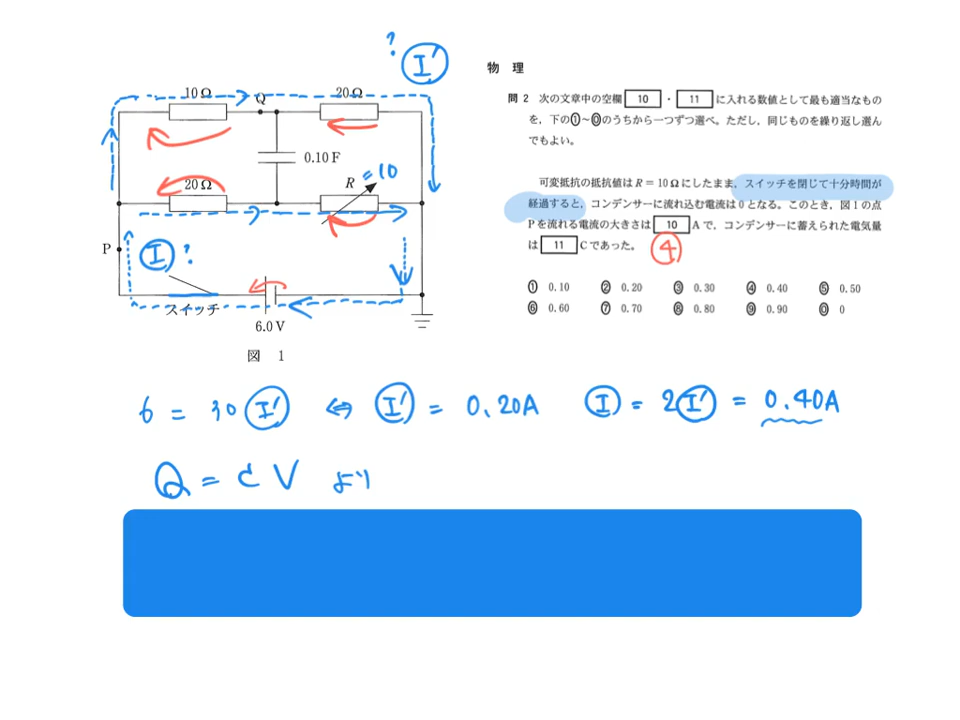 ? I'
10Ω Q 20Ω
0.10 F
20Ω R =10
P I ?
スイッチ
6.0 V
図 1
物 理
問 2 次の文章中の空欄 10 ・ 11 に入れる数値として最も適当なもの
を，下の①～⓪のうちから一つずつ選べ。ただし，同じものを繰り返し選ん
でもよい。
可変抵抗の抵抗値は R = 10 Ω にしたまま，スイッチを閉じて十分時間が
経過すると，コンデンサーに流れ込む電流は 0 となる。このとき，図 1 の点
P を流れる電流の大きさは 10 A で，コンデンサーに蓄えられた電気量
は 11 C であった。 ④
① 0.10 ② 0.20 ③ 0.30 ④ 0.40 ⑤ 0.50
⑥ 0.60 ⑦ 0.70 ⑧ 0.80 ⑨ 0.90 ⓪ 0
6 = 30 I' ⇔ I' = 0.20A I = 2I' = 0.40A
Q = CV より